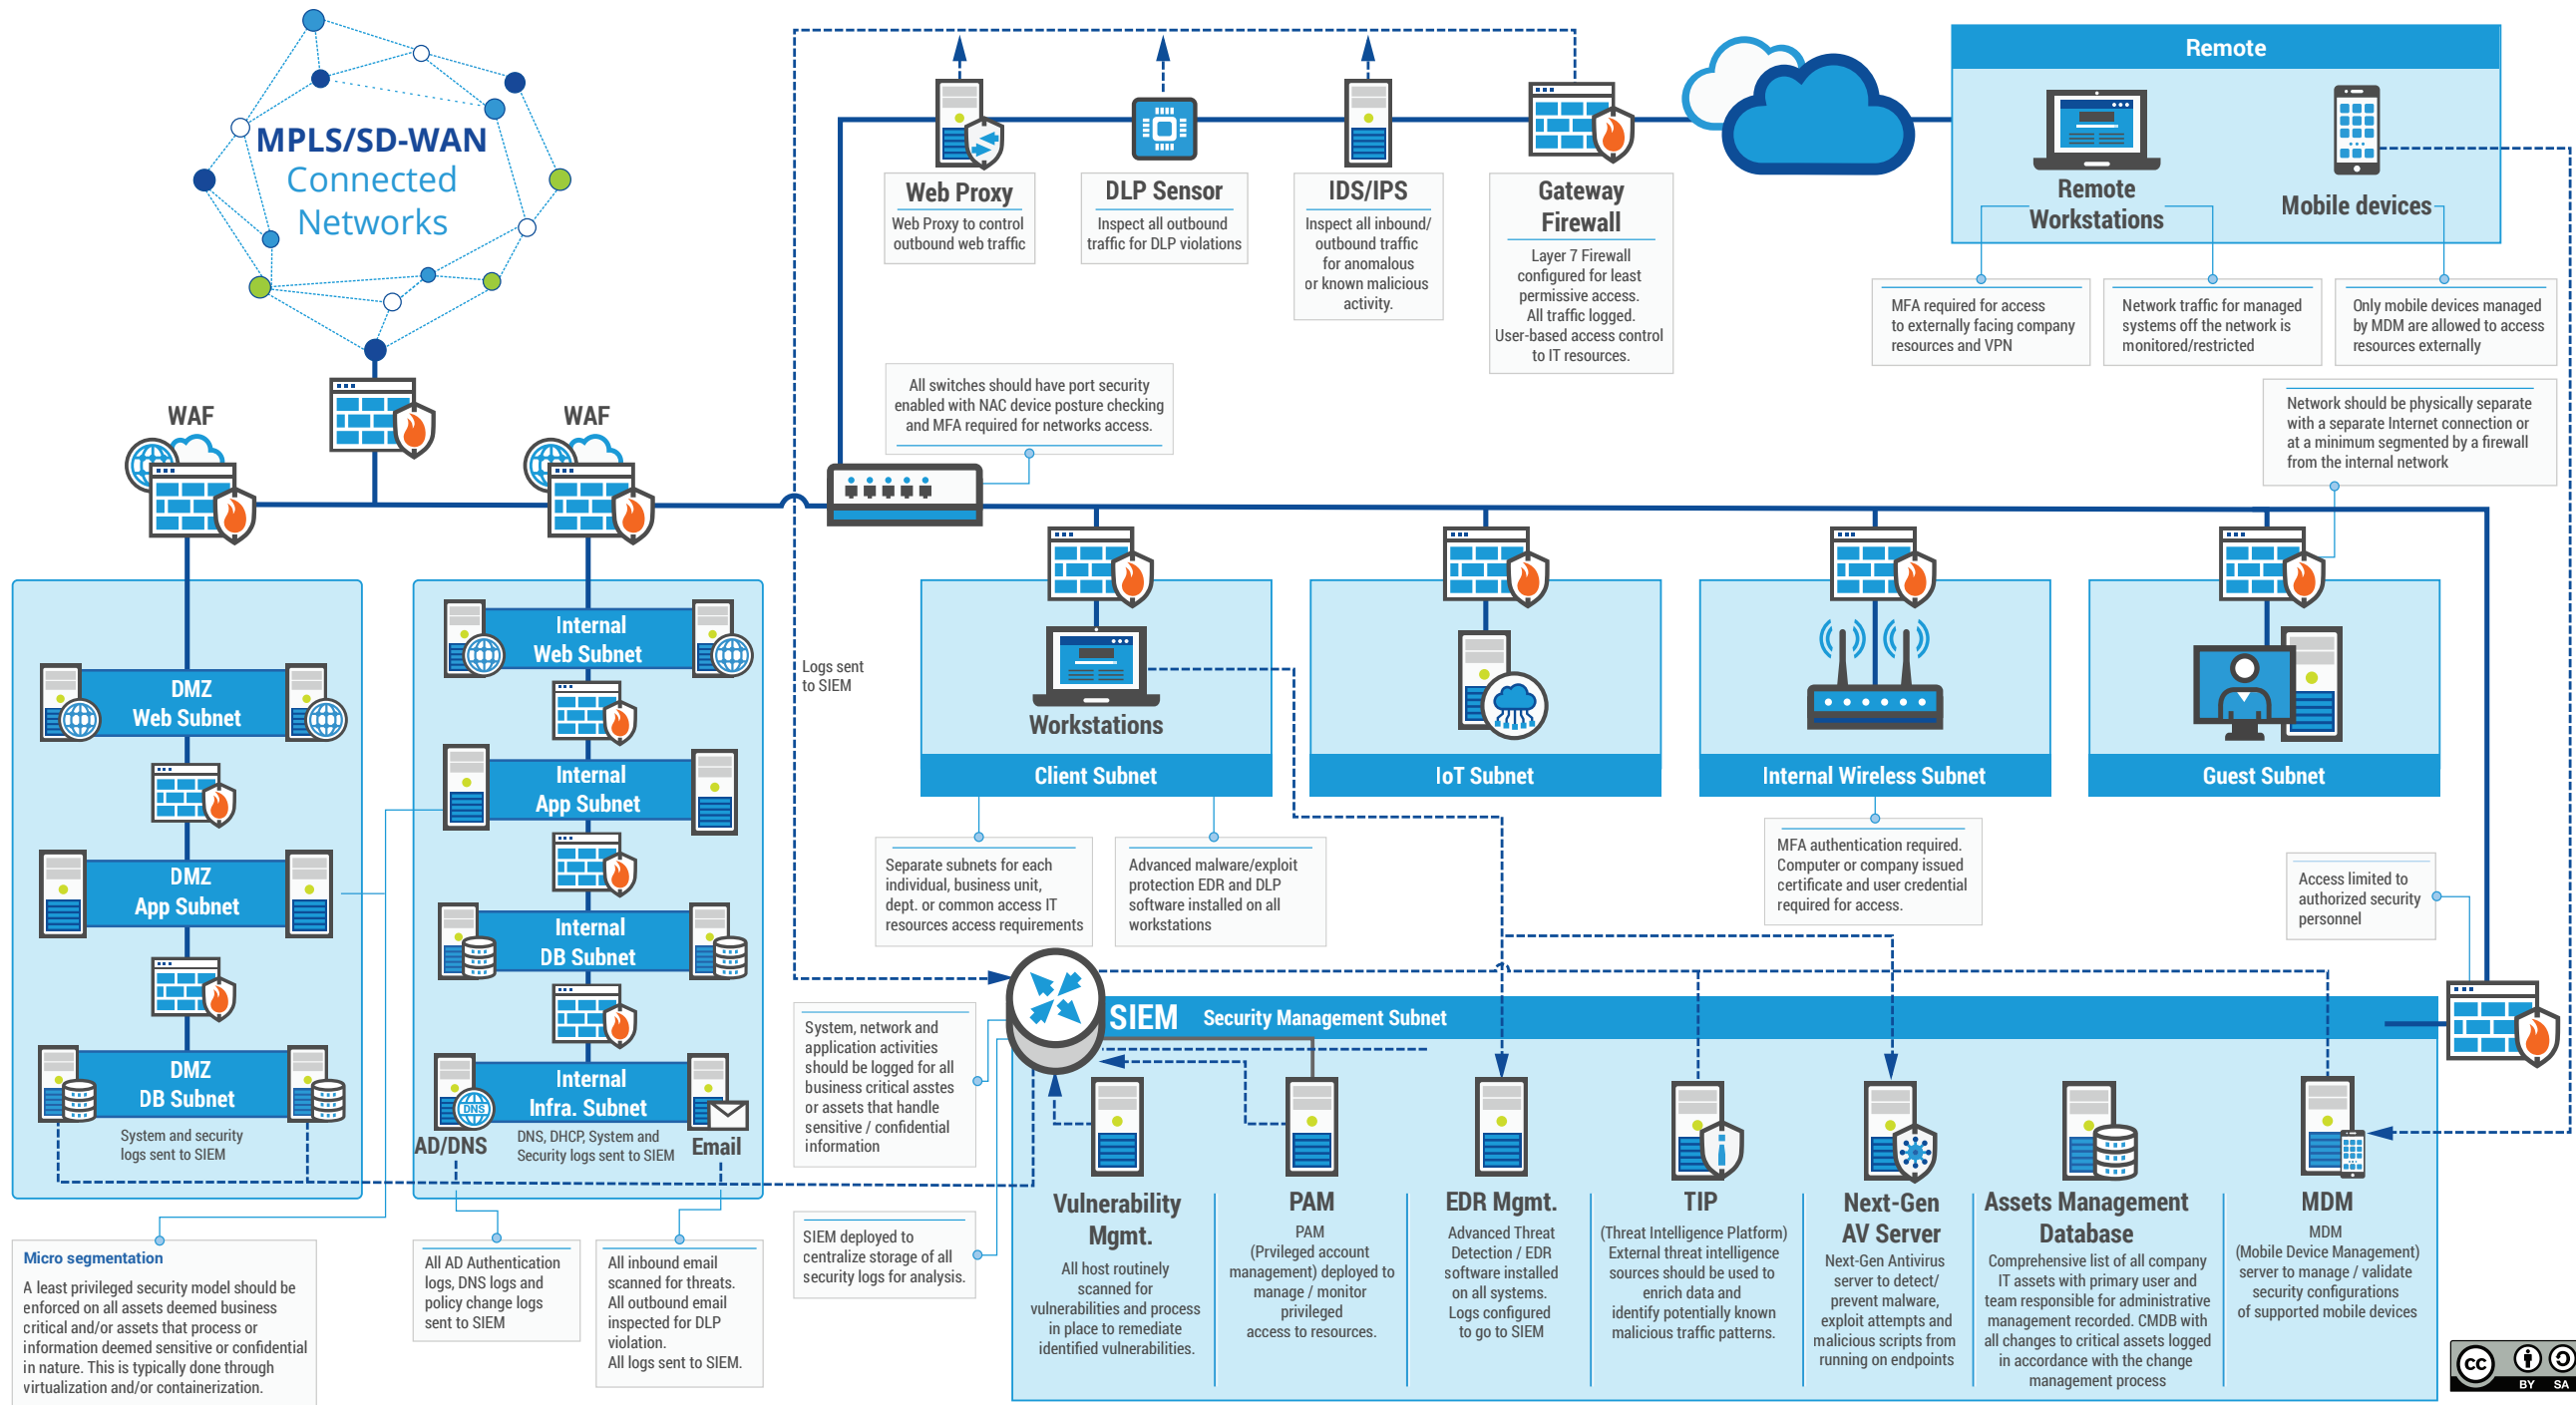 MPLS/SD-WAN
Connected
Networks
Remote
Web Proxy
Web Proxy to control
outbound web traffic
DLP Sensor
Inspect all outbound
traffic for DLP violations
IDS/IPS
Inspect all inbound/
outbound traffic
for anomalous
or known malicious
activity.
Gateway
Firewall
Layer 7 Firewall
configured for least
permissive access.
All traffic logged.
User-based access control
to IT resources.
Remote
Workstations
Mobile devices
MFA required for access
to externally facing company
resources and VPN
Network traffic for managed
systems off the network is
monitored/restricted
Only mobile devices managed
by MDM are allowed to access
resources externally
All switches should have port security
enabled with NAC device posture checking
and MFA required for networks access.
Network should be physically separate
with a separate Internet connection or
at a minimum segmented by a firewall
from the internal network
WAF
WAF
DMZ
Web Subnet
DMZ
App Subnet
DMZ
DB Subnet
System and security
logs sent to SIEM
Internal
Web Subnet
Internal
App Subnet
Internal
DB Subnet
Internal
Infra. Subnet
DNS
AD/DNS
DNS, DHCP, System and
Security logs sent to SIEM
Email
Logs sent
to SIEM
Workstations
Client Subnet
IoT Subnet
Internal Wireless Subnet
Guest Subnet
Separate subnets for each
individual, business unit,
dept. or common access IT
resources access requirements
Advanced malware/exploit
protection EDR and DLP
software installed on all
workstations
MFA authentication required.
Computer or company issued
certificate and user credential
required for access.
Access limited to
authorized security
personnel
System, network and
application activities
should be logged for all
business critical asstes
or assets that handle
sensitive / confidential
information
SIEM deployed to
centralize storage of all
security logs for analysis.
SIEM
Security Management Subnet
Vulnerability
Mgmt.
All host routinely
scanned for
vulnerabilities and process
in place to remediate
identified vulnerabilities.
PAM
PAM
(Prvileged account
management) deployed to
manage / monitor
privileged
access to resources.
EDR Mgmt.
Advanced Threat
Detection / EDR
software installed
on all systems.
Logs configured
to go to SIEM
TIP
(Threat Intelligence Platform)
External threat intelligence
sources should be used to
enrich data and
identify potentially known
malicious traffic patterns.
Next-Gen
AV Server
Next-Gen Antivirus
server to detect/
prevent malware,
exploit attempts and
malicious scripts from
running on endpoints
Assets Management
Database
Comprehensive list of all company
IT assets with primary user and
team responsible for administrative
management recorded. CMDB with
all changes to critical assets logged
in accordance with the change
management process
MDM
MDM
(Mobile Device Management)
server to manage / validate
security configurations
of supported mobile devices
Micro segmentation
A least privileged security model should be
enforced on all assets deemed business
critical and/or assets that process or
information deemed sensitive or confidential
in nature. This is typically done through
virtualization and/or containerization.
All AD Authentication
logs, DNS logs and
policy change logs
sent to SIEM
All inbound email
scanned for threats.
All outbound email
inspected for DLP
violation.
All logs sent to SIEM.
cc
BY SA